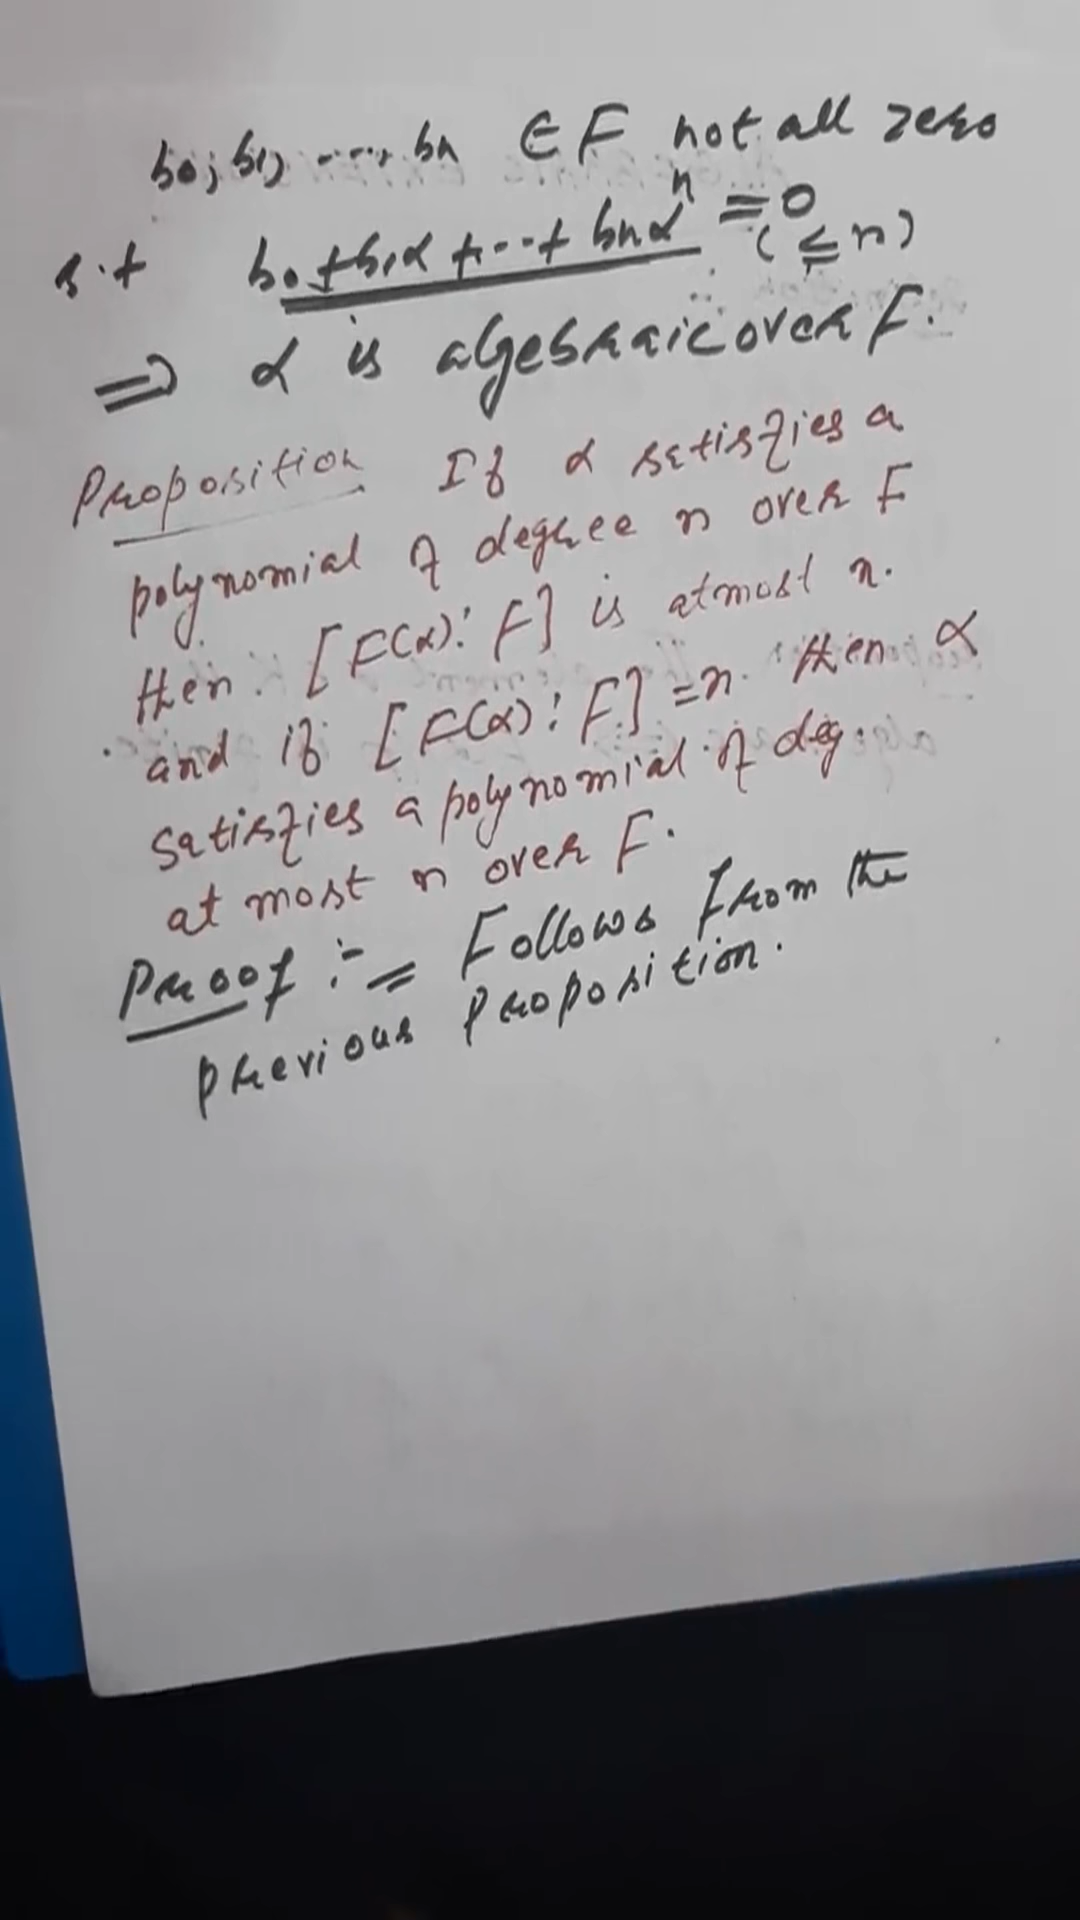 b0, b1, ...., bn ∈ F not all zero
s.t b0 + b1α + ... + bnα^n = 0
(≤ n)
⇒ α is algebraic over F.
Proposition If α satisfies a
polynomial of degree n over F
then. [F(α): F] is atmost n.
and if [F(α): F] = n. then α
satisfies a polynomial of deg.
at most n over F.
Proof :- Follows from the
previous proposition.